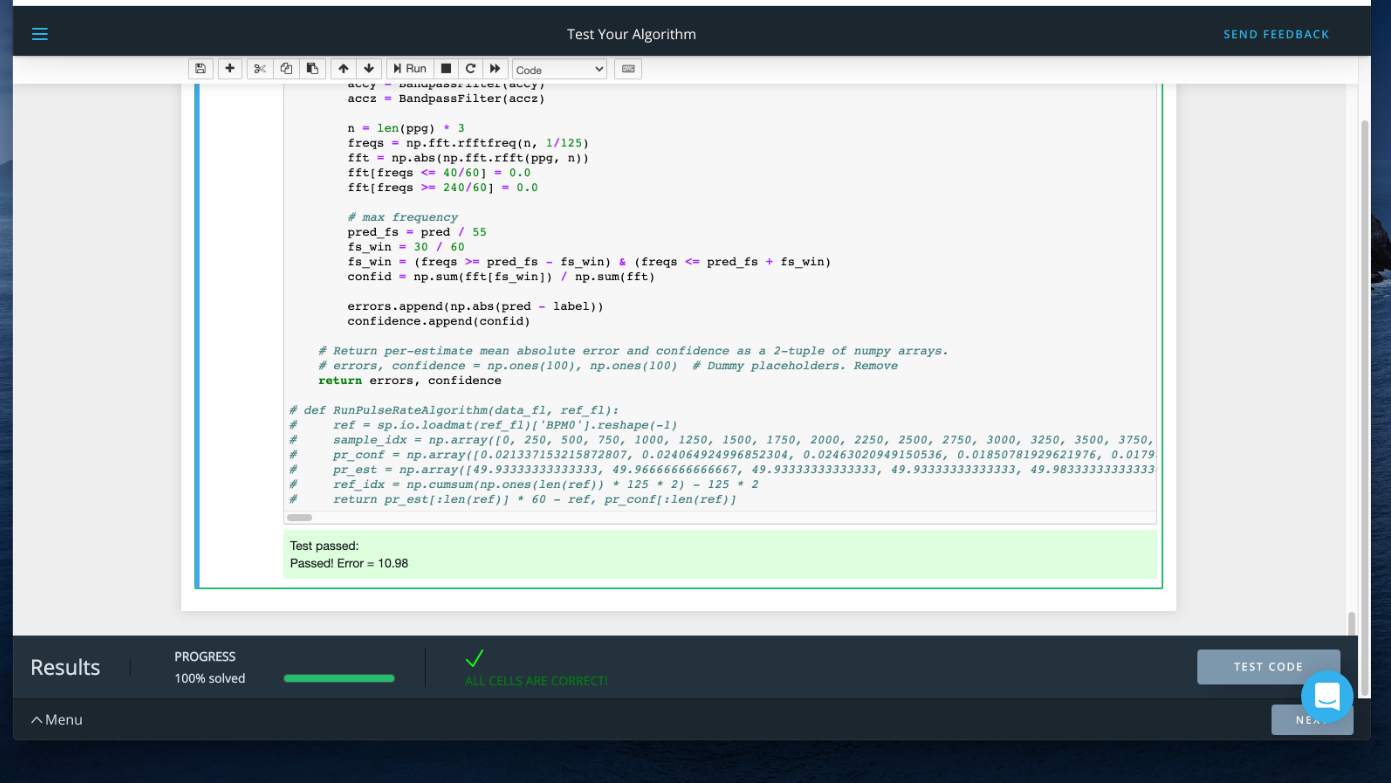 Test Your Algorithm
SEND FEEDBACK
Run
Code
accy = BandpassFilter(accy)
accz = BandpassFilter(accz)
n = len(ppg) * 3
freqs = np.fft.rfftfreq(n, 1/125)
fft = np.abs(np.fft.rfft(ppg, n))
fft[freqs <= 40/60] = 0.0
fft[freqs >= 240/60] = 0.0
# max frequency
pred_fs = pred / 55
fs_win = 30 / 60
fs_win = (freqs >= pred_fs - fs_win) & (freqs <= pred_fs + fs_win)
confid = np.sum(fft[fs_win]) / np.sum(fft)
errors.append(np.abs(pred - label))
confidence.append(confid)
# Return per-estimate mean absolute error and confidence as a 2-tuple of numpy arrays.
# errors, confidence = np.ones(100), np.ones(100)  # Dummy placeholders. Remove
return errors, confidence
# def RunPulseRateAlgorithm(data_fl, ref_fl):
#     ref = sp.io.loadmat(ref_fl)['BPM0'].reshape(-1)
#     sample_idx = np.array([0, 250, 500, 750, 1000, 1250, 1500, 1750, 2000, 2250, 2500, 2750, 3000, 3250, 3500, 3750,
#     pr_conf = np.array([0.021337153215872807, 0.024064924996852304, 0.02463020949150536, 0.01850781929621976, 0.0179
#     pr_est = np.array([49.93333333333333, 49.96666666666667, 49.93333333333333, 49.93333333333333, 49.983333333333
#     ref_idx = np.cumsum(np.ones(len(ref)) * 125 * 2) - 125 * 2
#     return pr_est[:len(ref)] * 60 - ref, pr_conf[:len(ref)]
Test passed:
Passed! Error = 10.98
Results
PROGRESS
100% solved
ALL CELLS ARE CORRECT!
TEST CODE
Menu
NEXT